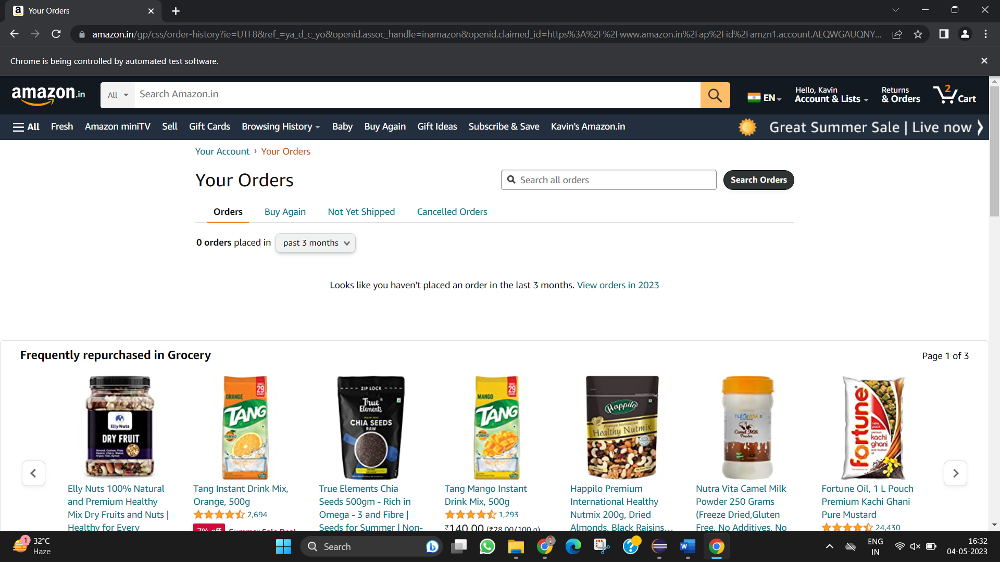 Your Orders
amazon.in/gp/css/order-history?ie=UTF8&ref_=ya_d_c_yo&openid.assoc_handle=inamazon&openid.claimed_id=https%3A%2F%2Fwww.amazon.in%2Fap%2Fid%2Famzn1.account.AEQWGAUQNY...
Chrome is being controlled by automated test software.
amazon.in
All
Search Amazon.in
EN
Hello, Kavin
Account & Lists
Returns
& Orders
2
Cart
All
Fresh
Amazon miniTV
Sell
Gift Cards
Browsing History
Baby
Buy Again
Gift Ideas
Subscribe & Save
Kavin's Amazon.in
Great Summer Sale | Live now
Your Account › Your Orders
Your Orders
Search all orders
Search Orders
Orders
Buy Again
Not Yet Shipped
Cancelled Orders
0 orders placed in
past 3 months
Looks like you haven't placed an order in the last 3 months. View orders in 2023
Frequently repurchased in Grocery
Page 1 of 3
Elly Nuts
DRY FRUIT
ORANGE
29
TANG
ZIP LOCK
True Elements
CHIA SEEDS
RAW
MANGO
29
TANG
Happilo
Premium International
Healthy Nutmix
nutraVITA
Camel Milk
Powder
fortune
kachi
ghani
Elly Nuts 100% Natural
and Premium Healthy
Mix Dry Fruits and Nuts |
Healthy for Every
Tang Instant Drink Mix,
Orange, 500g
2,694
7% off
Summer Sale Deal
True Elements Chia
Seeds 500gm - Rich in
Omega - 3 and Fibre |
Seeds for Summer | Non-
Tang Mango Instant
Drink Mix, 500g
1,293
₹140.00 (₹28.00/100 g)
Happilo Premium
International Healthy
Nutmix 200g, Dried
Almonds, Black Raisins...
Nutra Vita Camel Milk
Powder 250 Grams
(Freeze Dried,Gluten
Free, No Additives, No
Fortune Oil, 1 L Pouch
Premium Kachi Ghani
Pure Mustard
24,430
1
32°C
Haze
Search
ENG
IN
16:32
04-05-2023